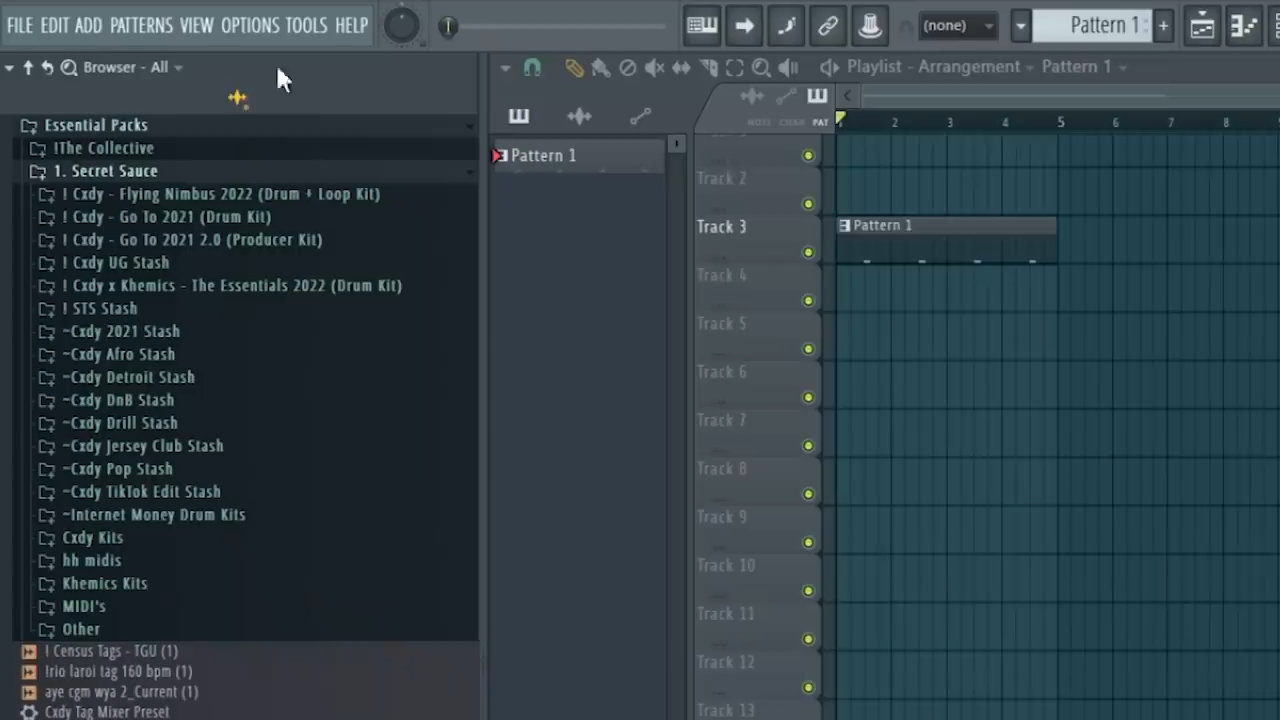 FILE EDIT ADD PATTERNS VIEW OPTIONS TOOLS HELP
(none)
Pattern 1
+
Browser - All
Playlist - Arrangement
Pattern 1
NOTE CHAN PAT
2 3 4 5 6 7 8
Essential Packs
!The Collective
1. Secret Sauce
! Cxdy - Flying Nimbus 2022 (Drum + Loop Kit)
! Cxdy - Go To 2021 (Drum Kit)
! Cxdy - Go To 2021 2.0 (Producer Kit)
! Cxdy UG Stash
! Cxdy x Khemics - The Essentials 2022 (Drum Kit)
! STS Stash
~Cxdy 2021 Stash
~Cxdy Afro Stash
~Cxdy Detroit Stash
~Cxdy DnB Stash
~Cxdy Drill Stash
~Cxdy Jersey Club Stash
~Cxdy Pop Stash
~Cxdy TikTok Edit Stash
~Internet Money Drum Kits
Cxdy Kits
hh midis
Khemics Kits
MIDI's
Other
! Census Tags - TGU (1)
Irio laroi tag 160 bpm (1)
aye cgm wya 2_Current (1)
Cxdy Tag Mixer Preset
Pattern 1
Track 2
Track 3
Pattern 1
Track 4
Track 5
Track 6
Track 7
Track 8
Track 9
Track 10
Track 11
Track 12
Track 13